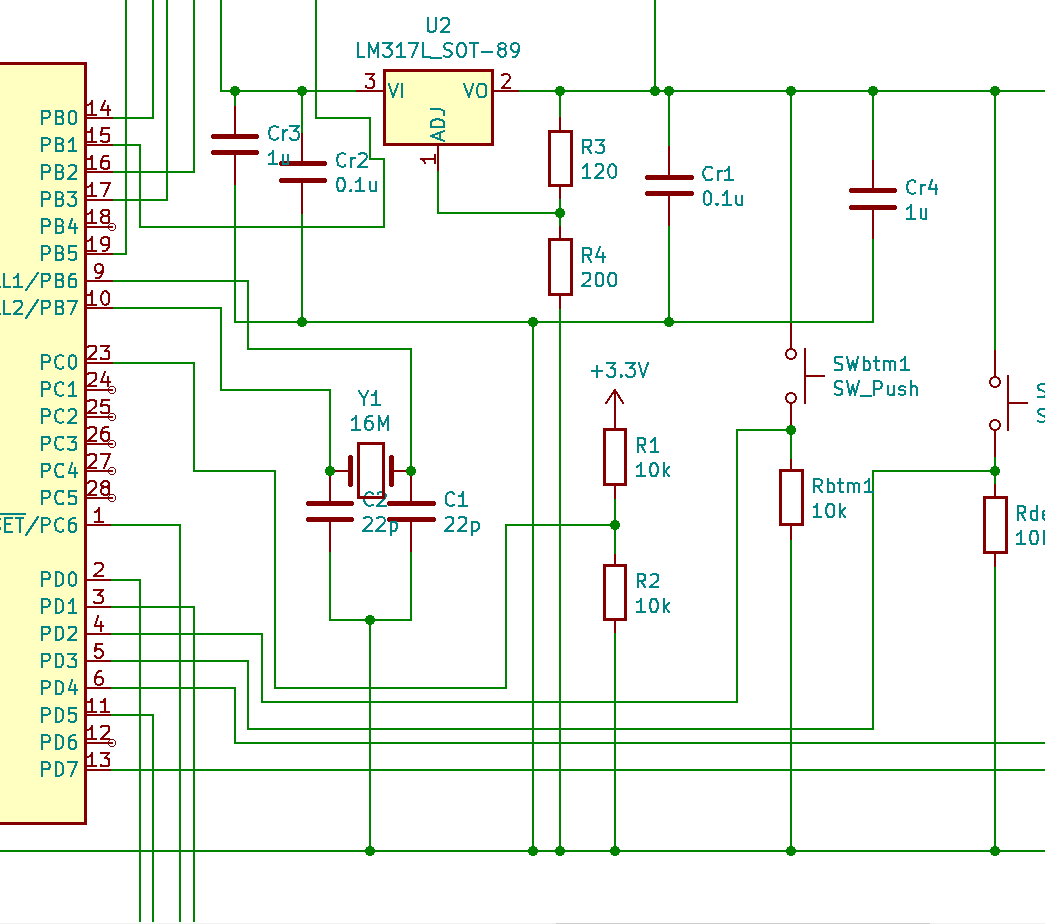 U2
LM317L_SOT-89
3
VI
VO
2
ADJ
1
14
PB0
15
PB1
16
PB2
17
PB3
18
PB4
19
PB5
9
LL1/PB6
10
LL2/PB7
23
PC0
24
PC1
25
PC2
26
PC3
27
PC4
28
PC5
1
SET/PC6
2
PD0
3
PD1
4
PD2
5
PD3
6
PD4
11
PD5
12
PD6
13
PD7
Cr3
1u
Cr2
0.1u
R3
120
R4
200
Cr1
0.1u
Cr4
1u
+3.3V
Y1
16M
C2
22p
C1
22p
R1
10k
R2
10k
SWbtm1
SW_Push
Rbtm1
10k
S
S
Rde
10k